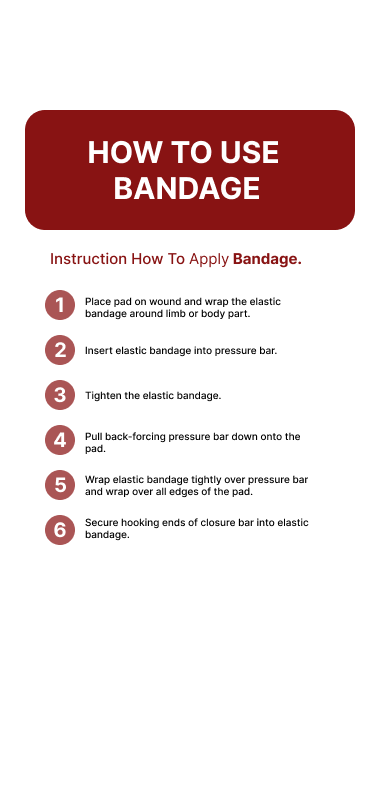 HOW TO USE
BANDAGE
Instruction How To Apply Bandage.
1
Place pad on wound and wrap the elastic
bandage around limb or body part.
2
Insert elastic bandage into pressure bar.
3
Tighten the elastic bandage.
4
Pull back-forcing pressure bar down onto the
pad.
5
Wrap elastic bandage tightly over pressure bar
and wrap over all edges of the pad.
6
Secure hooking ends of closure bar into elastic
bandage.